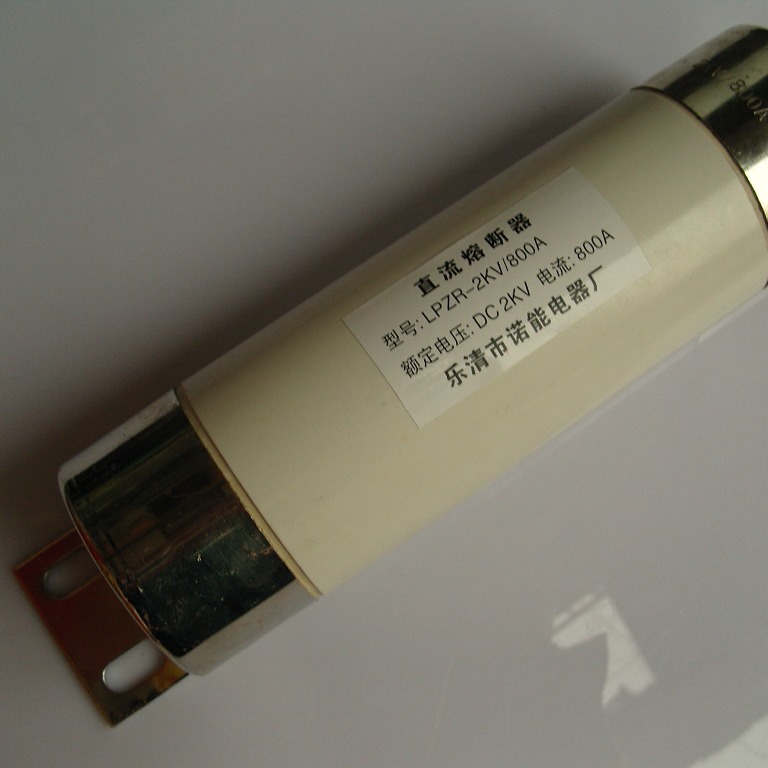 直流熔断器
型号: LPZR-2KV/800A
额定电压: DC 2KV 电流: 800A
乐清市诺能电器厂
800A